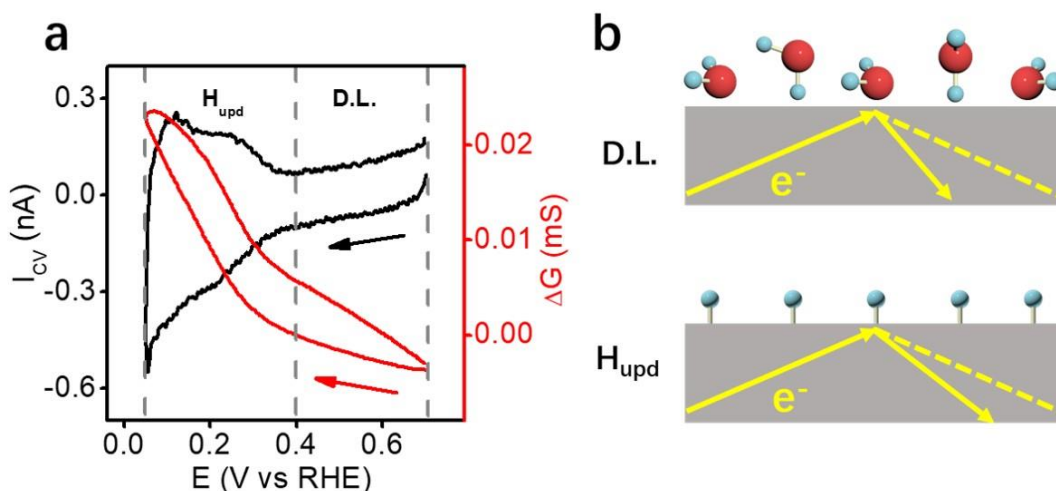 a
b
H_upd
D.L.
0.3
0.0
-0.3
-0.6
I_CV (nA)
0.02
0.01
0.00
ΔG (mS)
0.0
0.2
0.4
0.6
E (V vs RHE)
D.L.
e⁻
H_upd
e⁻